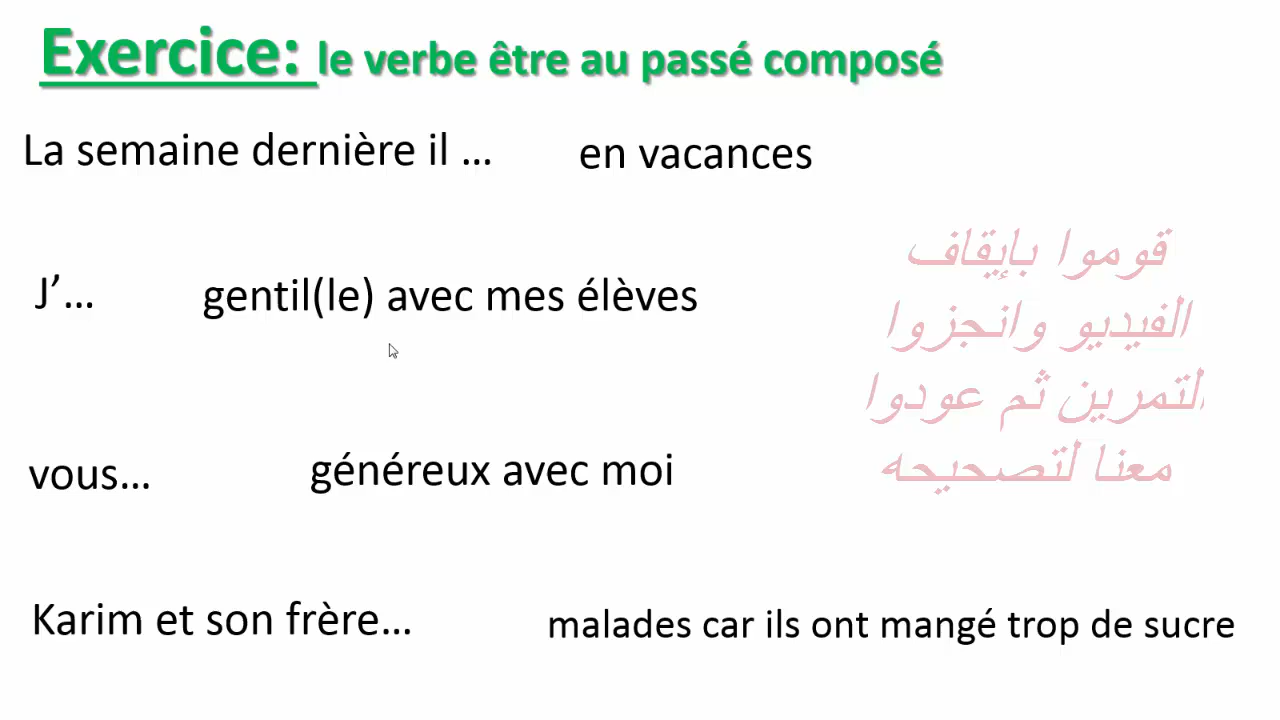 Exercice: le verbe être au passé composé
La semaine dernière il … en vacances
J’… gentil(le) avec mes élèves
vous… généreux avec moi
Karim et son frère… malades car ils ont mangé trop de sucre
قوموا بإيقاف
الفيديو وانجزوا
التمرين ثم عودوا
معنا لتصحيحه